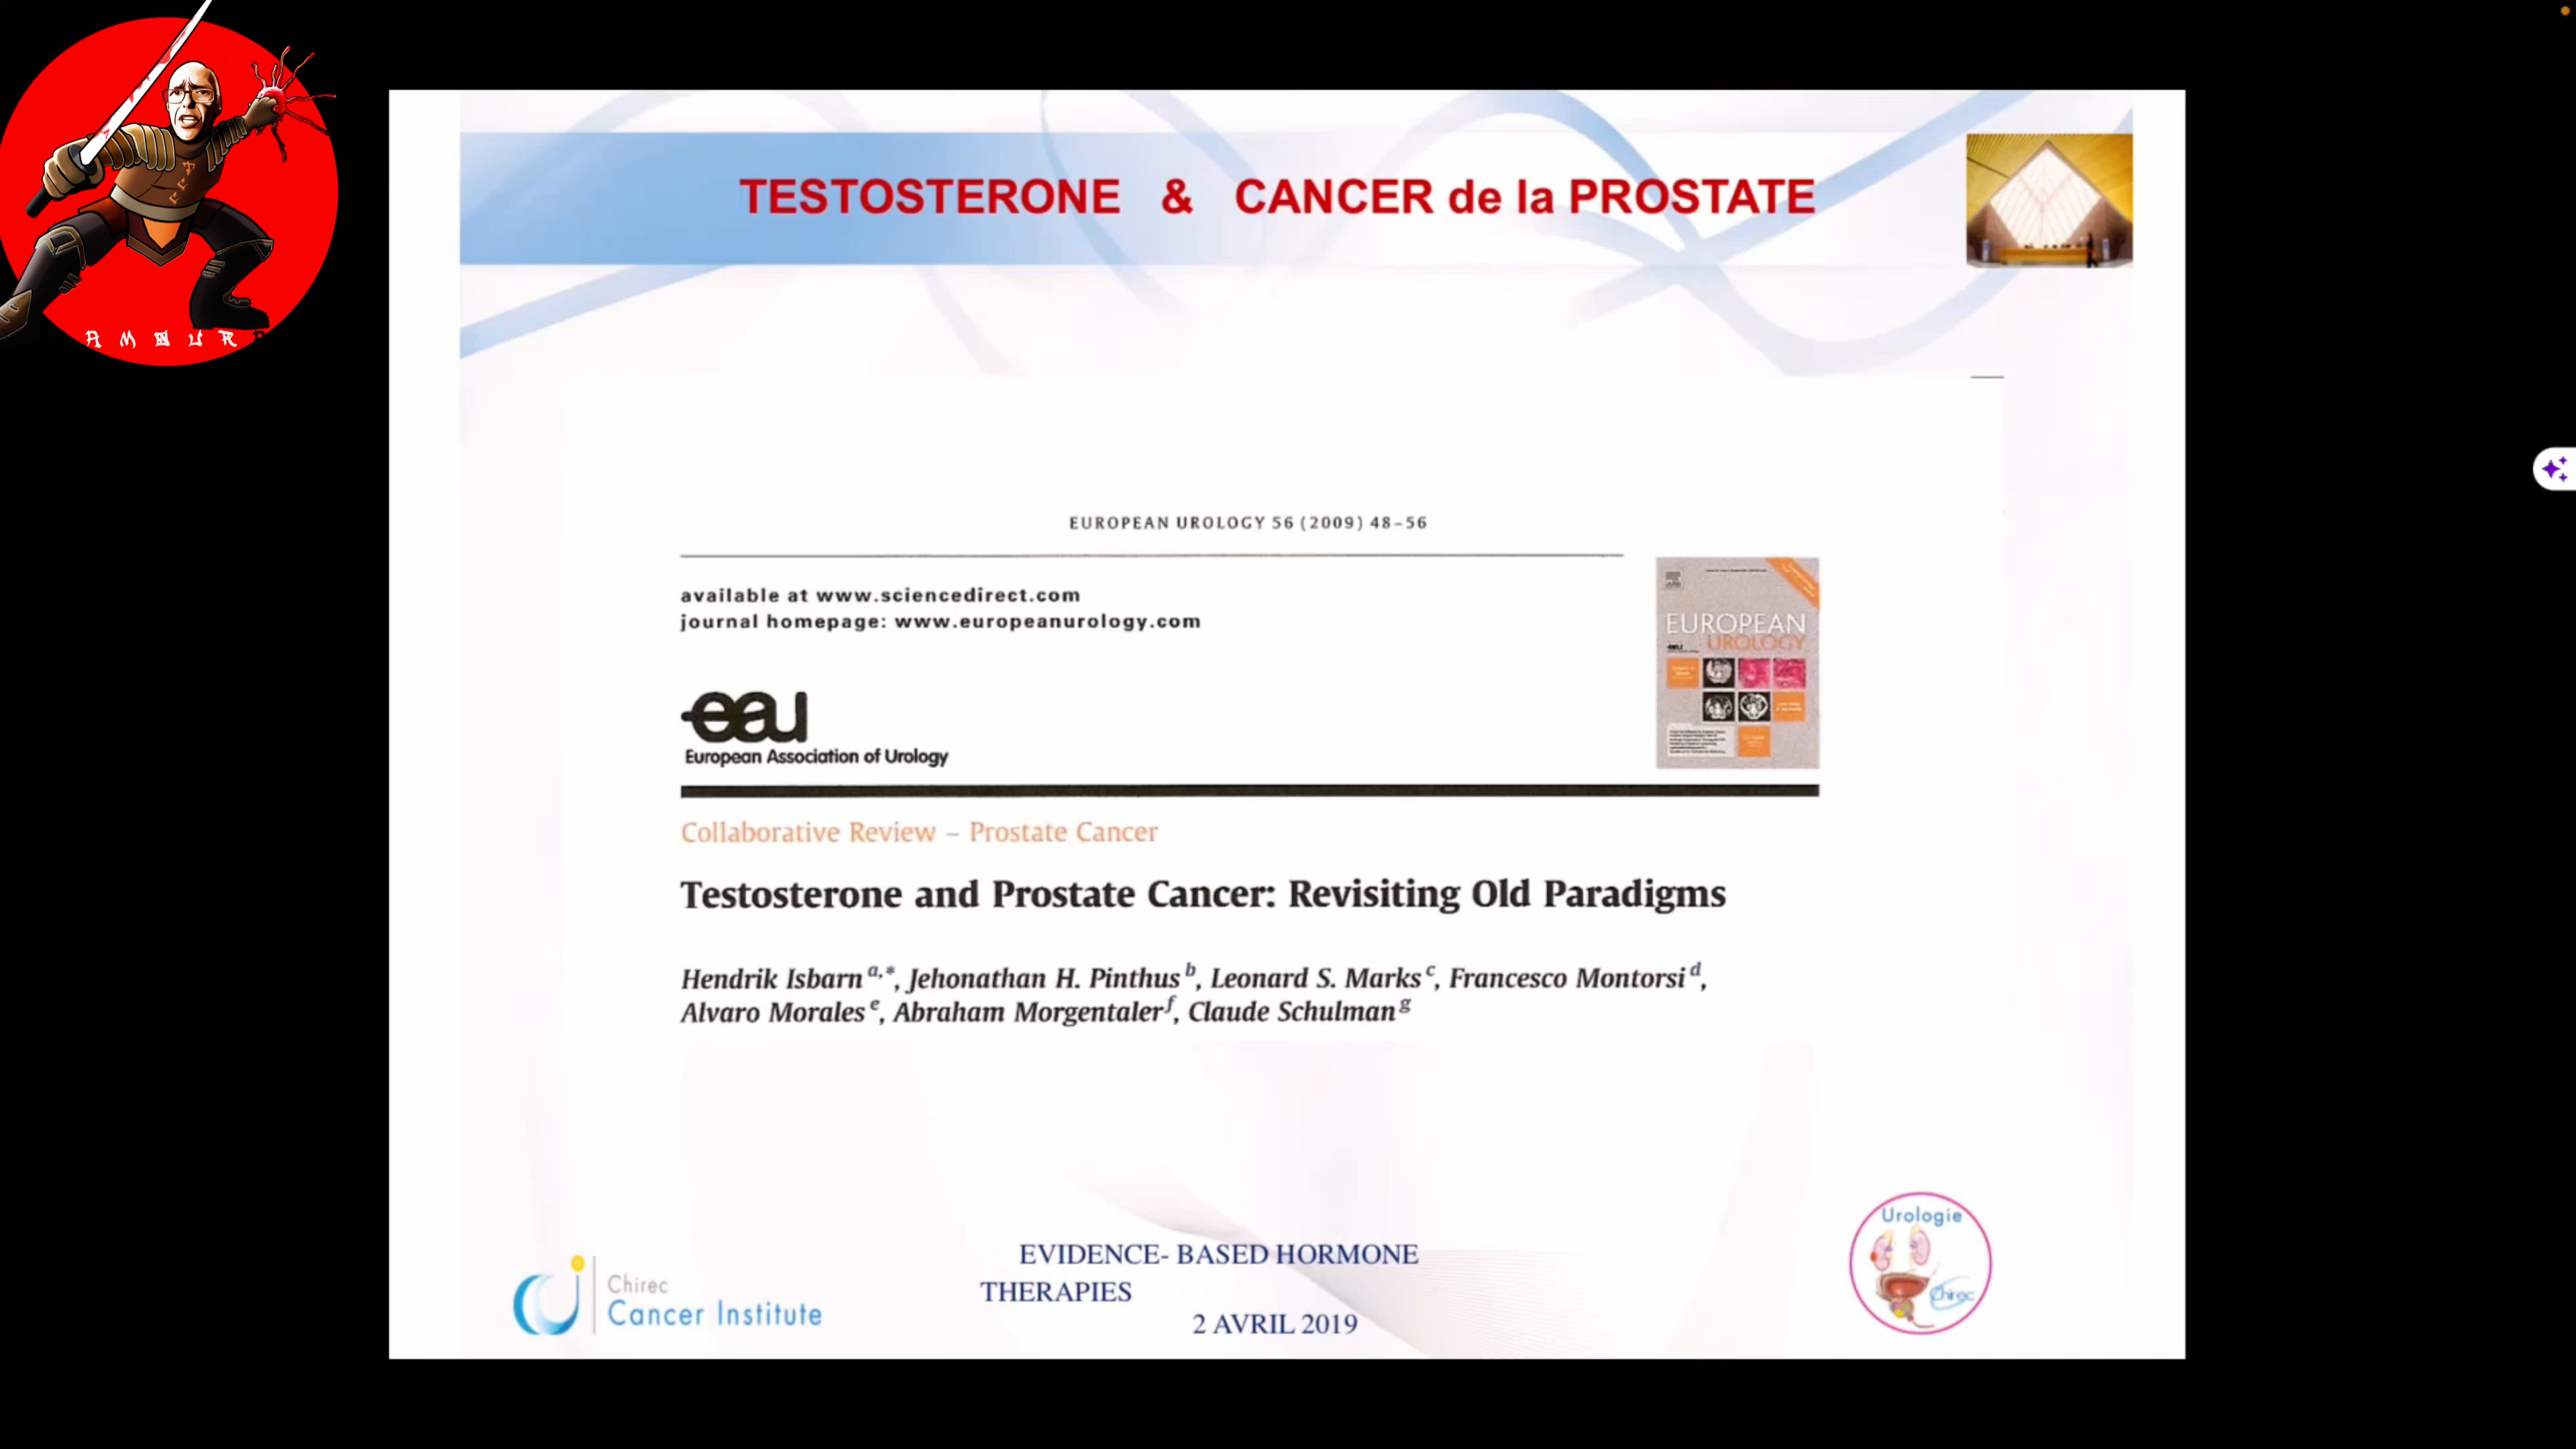 TESTOSTERONE & CANCER de la PROSTATE
EUROPEAN UROLOGY 56 (2009) 48–56
available at www.sciencedirect.com
journal homepage: www.europeanurology.com
EUROPEAN
UROLOGY
eau
European Association of Urology
Collaborative Review – Prostate Cancer
Testosterone and Prostate Cancer: Revisiting Old Paradigms
Hendrik Isbarn a,*, Jehonathan H. Pinthus b, Leonard S. Marks c, Francesco Montorsi d,
Alvaro Morales e, Abraham Morgentaler f, Claude Schulman g
Chirec
Cancer Institute
EVIDENCE- BASED HORMONE
THERAPIES
2 AVRIL 2019
Urologie
Chirec